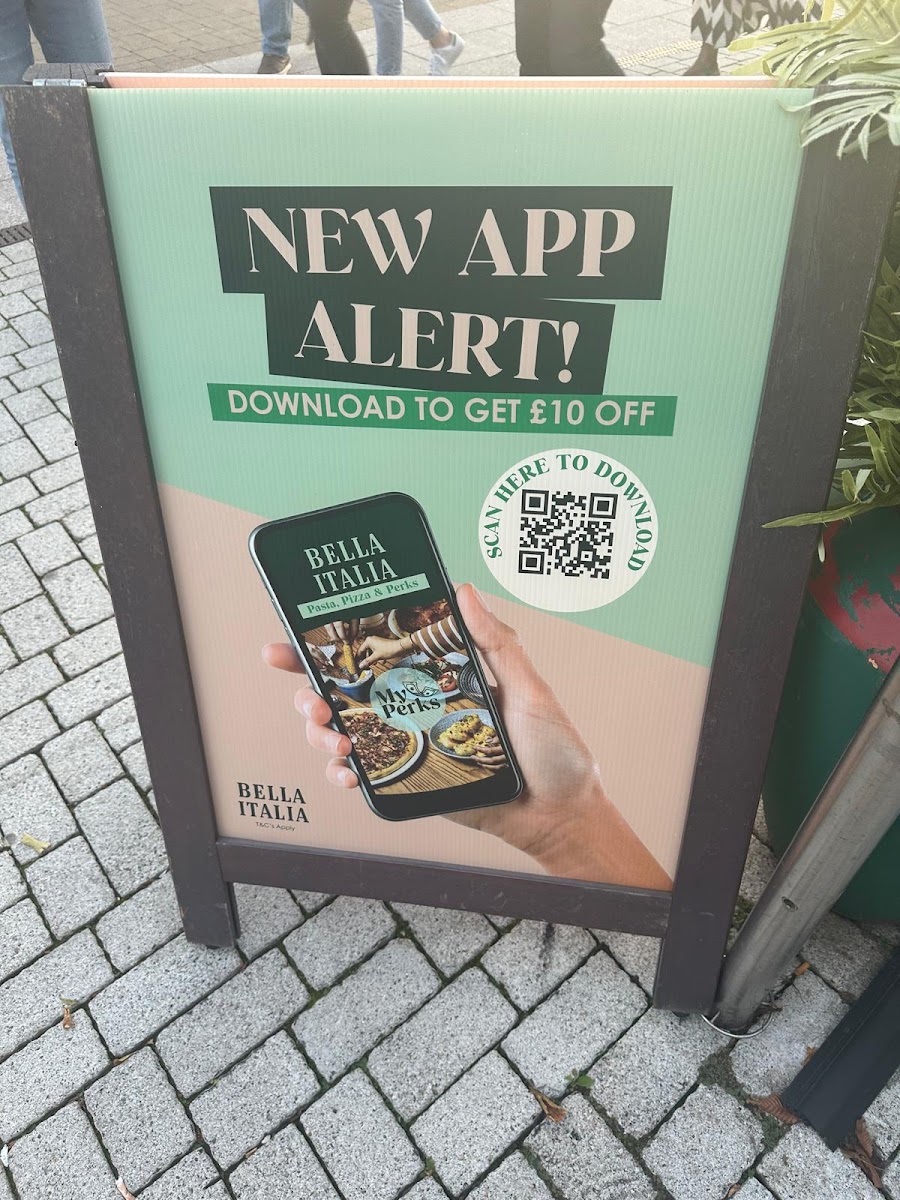 NEW APP
ALERT!
DOWNLOAD TO GET £10 OFF
SCAN HERE TO DOWNLOAD
BELLA
ITALIA
Pasta, Pizza & Perks
My
Perks
BELLA
ITALIA
T&C's Apply